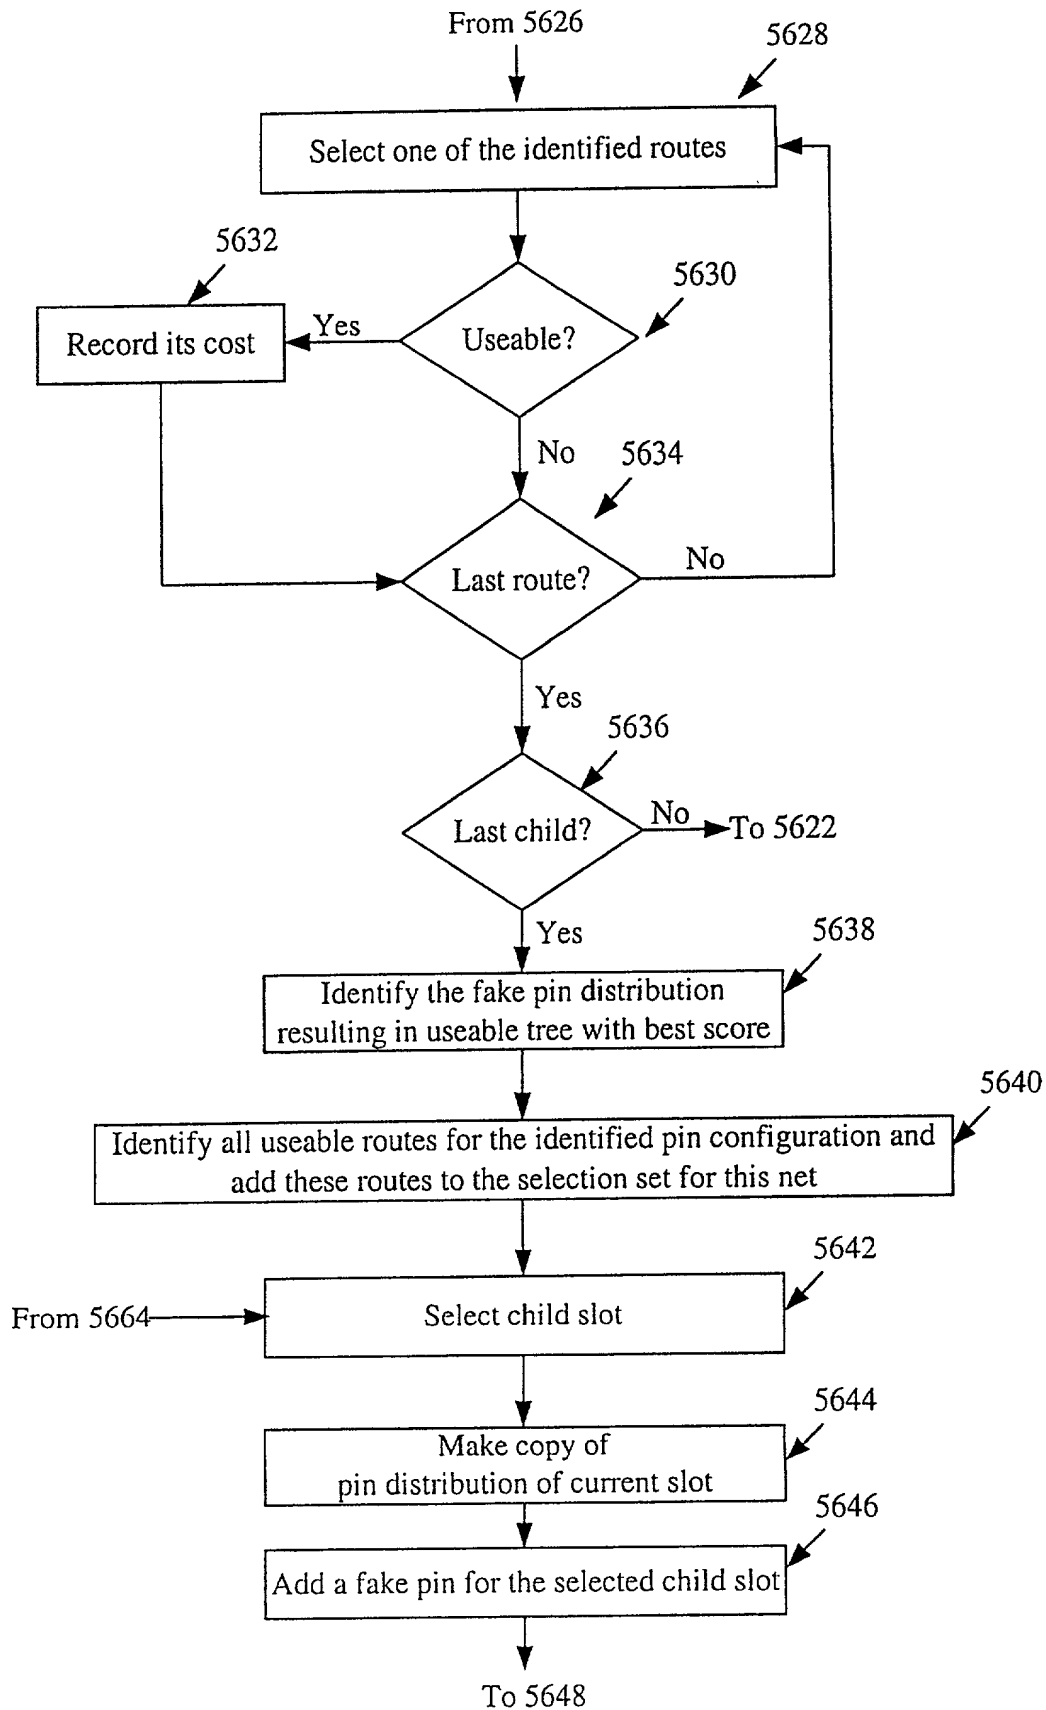 From 5626
5628
Select one of the identified routes
5632
5630
Record its cost
Yes
Useable?
No
5634
Last route?
No
Yes
5636
Last child?
No
To 5622
Yes
5638
Identify the fake pin distribution
resulting in useable tree with best score
5640
Identify all useable routes for the identified pin configuration and
add these routes to the selection set for this net
5642
From 5664
Select child slot
5644
Make copy of
pin distribution of current slot
5646
Add a fake pin for the selected child slot
To 5648